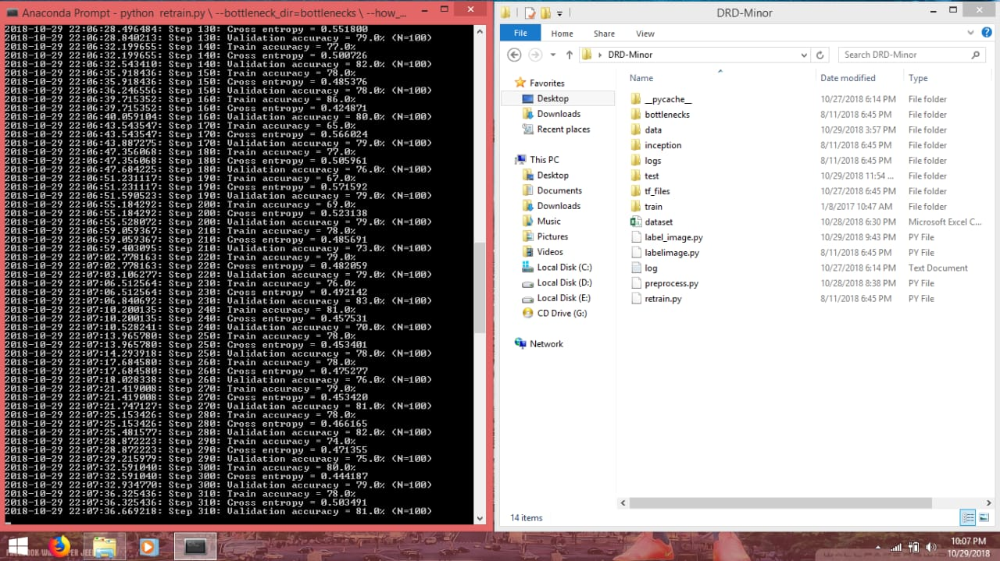 Anaconda Prompt - python retrain.py \ --bottleneck_dir=bottlenecks \ --how_...
2018-10-29 22:06:28.496484: Step 130: Cross entropy = 0.551800
2018-10-29 22:06:28.840213: Step 130: Validation accuracy = 79.0% (N=100)
2018-10-29 22:06:32.199655: Step 140: Train accuracy = 77.0%
2018-10-29 22:06:32.199655: Step 140: Cross entropy = 0.500726
2018-10-29 22:06:32.543410: Step 140: Validation accuracy = 82.0% (N=100)
2018-10-29 22:06:35.918436: Step 150: Train accuracy = 78.0%
2018-10-29 22:06:35.918436: Step 150: Cross entropy = 0.485376
2018-10-29 22:06:36.246556: Step 150: Validation accuracy = 78.0% (N=100)
2018-10-29 22:06:39.715352: Step 160: Train accuracy = 86.0%
2018-10-29 22:06:39.715352: Step 160: Cross entropy = 0.424871
2018-10-29 22:06:40.059104: Step 160: Validation accuracy = 80.0% (N=100)
2018-10-29 22:06:43.543547: Step 170: Train accuracy = 65.0%
2018-10-29 22:06:43.543547: Step 170: Cross entropy = 0.566024
2018-10-29 22:06:43.887275: Step 170: Validation accuracy = 79.0% (N=100)
2018-10-29 22:06:47.356068: Step 180: Train accuracy = 77.0%
2018-10-29 22:06:47.356068: Step 180: Cross entropy = 0.505961
2018-10-29 22:06:47.684225: Step 180: Validation accuracy = 76.0% (N=100)
2018-10-29 22:06:51.231117: Step 190: Train accuracy = 67.0%
2018-10-29 22:06:51.231117: Step 190: Cross entropy = 0.571592
2018-10-29 22:06:51.590523: Step 190: Validation accuracy = 79.0% (N=100)
2018-10-29 22:06:55.184292: Step 200: Train accuracy = 69.0%
2018-10-29 22:06:55.184292: Step 200: Cross entropy = 0.523138
2018-10-29 22:06:55.528072: Step 200: Validation accuracy = 79.0% (N=100)
2018-10-29 22:06:59.059367: Step 210: Train accuracy = 78.0%
2018-10-29 22:06:59.059367: Step 210: Cross entropy = 0.485691
2018-10-29 22:06:59.403095: Step 210: Validation accuracy = 73.0% (N=100)
2018-10-29 22:07:02.778163: Step 220: Train accuracy = 79.0%
2018-10-29 22:07:02.778163: Step 220: Cross entropy = 0.482059
2018-10-29 22:07:03.106277: Step 220: Validation accuracy = 79.0% (N=100)
2018-10-29 22:07:06.512564: Step 230: Train accuracy = 76.0%
2018-10-29 22:07:06.512564: Step 230: Cross entropy = 0.492142
2018-10-29 22:07:06.840692: Step 230: Validation accuracy = 83.0% (N=100)
2018-10-29 22:07:10.200135: Step 240: Train accuracy = 81.0%
2018-10-29 22:07:10.200135: Step 240: Cross entropy = 0.457531
2018-10-29 22:07:10.528241: Step 240: Validation accuracy = 70.0% (N=100)
2018-10-29 22:07:13.965780: Step 250: Train accuracy = 78.0%
2018-10-29 22:07:13.965780: Step 250: Cross entropy = 0.453401
2018-10-29 22:07:14.293918: Step 250: Validation accuracy = 78.0% (N=100)
2018-10-29 22:07:17.684580: Step 260: Train accuracy = 78.0%
2018-10-29 22:07:17.684580: Step 260: Cross entropy = 0.475277
2018-10-29 22:07:18.028338: Step 260: Validation accuracy = 76.0% (N=100)
2018-10-29 22:07:21.419008: Step 270: Train accuracy = 79.0%
2018-10-29 22:07:21.419008: Step 270: Cross entropy = 0.453420
2018-10-29 22:07:21.747127: Step 270: Validation accuracy = 81.0% (N=100)
2018-10-29 22:07:25.153426: Step 280: Train accuracy = 78.0%
2018-10-29 22:07:25.153426: Step 280: Cross entropy = 0.466165
2018-10-29 22:07:25.481577: Step 280: Validation accuracy = 82.0% (N=100)
2018-10-29 22:07:28.872223: Step 290: Train accuracy = 74.0%
2018-10-29 22:07:28.872223: Step 290: Cross entropy = 0.471355
2018-10-29 22:07:29.215979: Step 290: Validation accuracy = 75.0% (N=100)
2018-10-29 22:07:32.591040: Step 300: Train accuracy = 80.0%
2018-10-29 22:07:32.591040: Step 300: Cross entropy = 0.444187
2018-10-29 22:07:32.934770: Step 300: Validation accuracy = 79.0% (N=100)
2018-10-29 22:07:36.325436: Step 310: Train accuracy = 78.0%
2018-10-29 22:07:36.325436: Step 310: Cross entropy = 0.503491
2018-10-29 22:07:36.669218: Step 310: Validation accuracy = 81.0% (N=100)
DRD-Minor
File Home Share View
DRD-Minor
Search DRD-Minor
Favorites
Desktop
Downloads
Recent places
This PC
Desktop
Documents
Downloads
Music
Pictures
Videos
Local Disk (C:)
Local Disk (D:)
Local Disk (E:)
CD Drive (G:)
Network
Name Date modified Type
__pycache__ 10/27/2018 6:14 PM File folder
bottlenecks 8/11/2018 6:45 PM File folder
data 10/29/2018 3:57 PM File folder
inception 8/11/2018 6:45 PM File folder
logs 8/11/2018 6:45 PM File folder
test 10/29/2018 11:54 ... File folder
tf_files 10/27/2018 6:45 PM File folder
train 1/8/2017 10:47 AM File folder
dataset 10/28/2018 6:30 PM Microsoft Excel C...
label_image.py 10/29/2018 9:43 PM PY File
labelimage.py 8/11/2018 6:45 PM PY File
log 10/27/2018 6:14 PM Text Document
preprocess.py 10/28/2018 8:38 PM PY File
retrain.py 8/11/2018 6:45 PM PY File
14 items
10:07 PM
10/29/2018